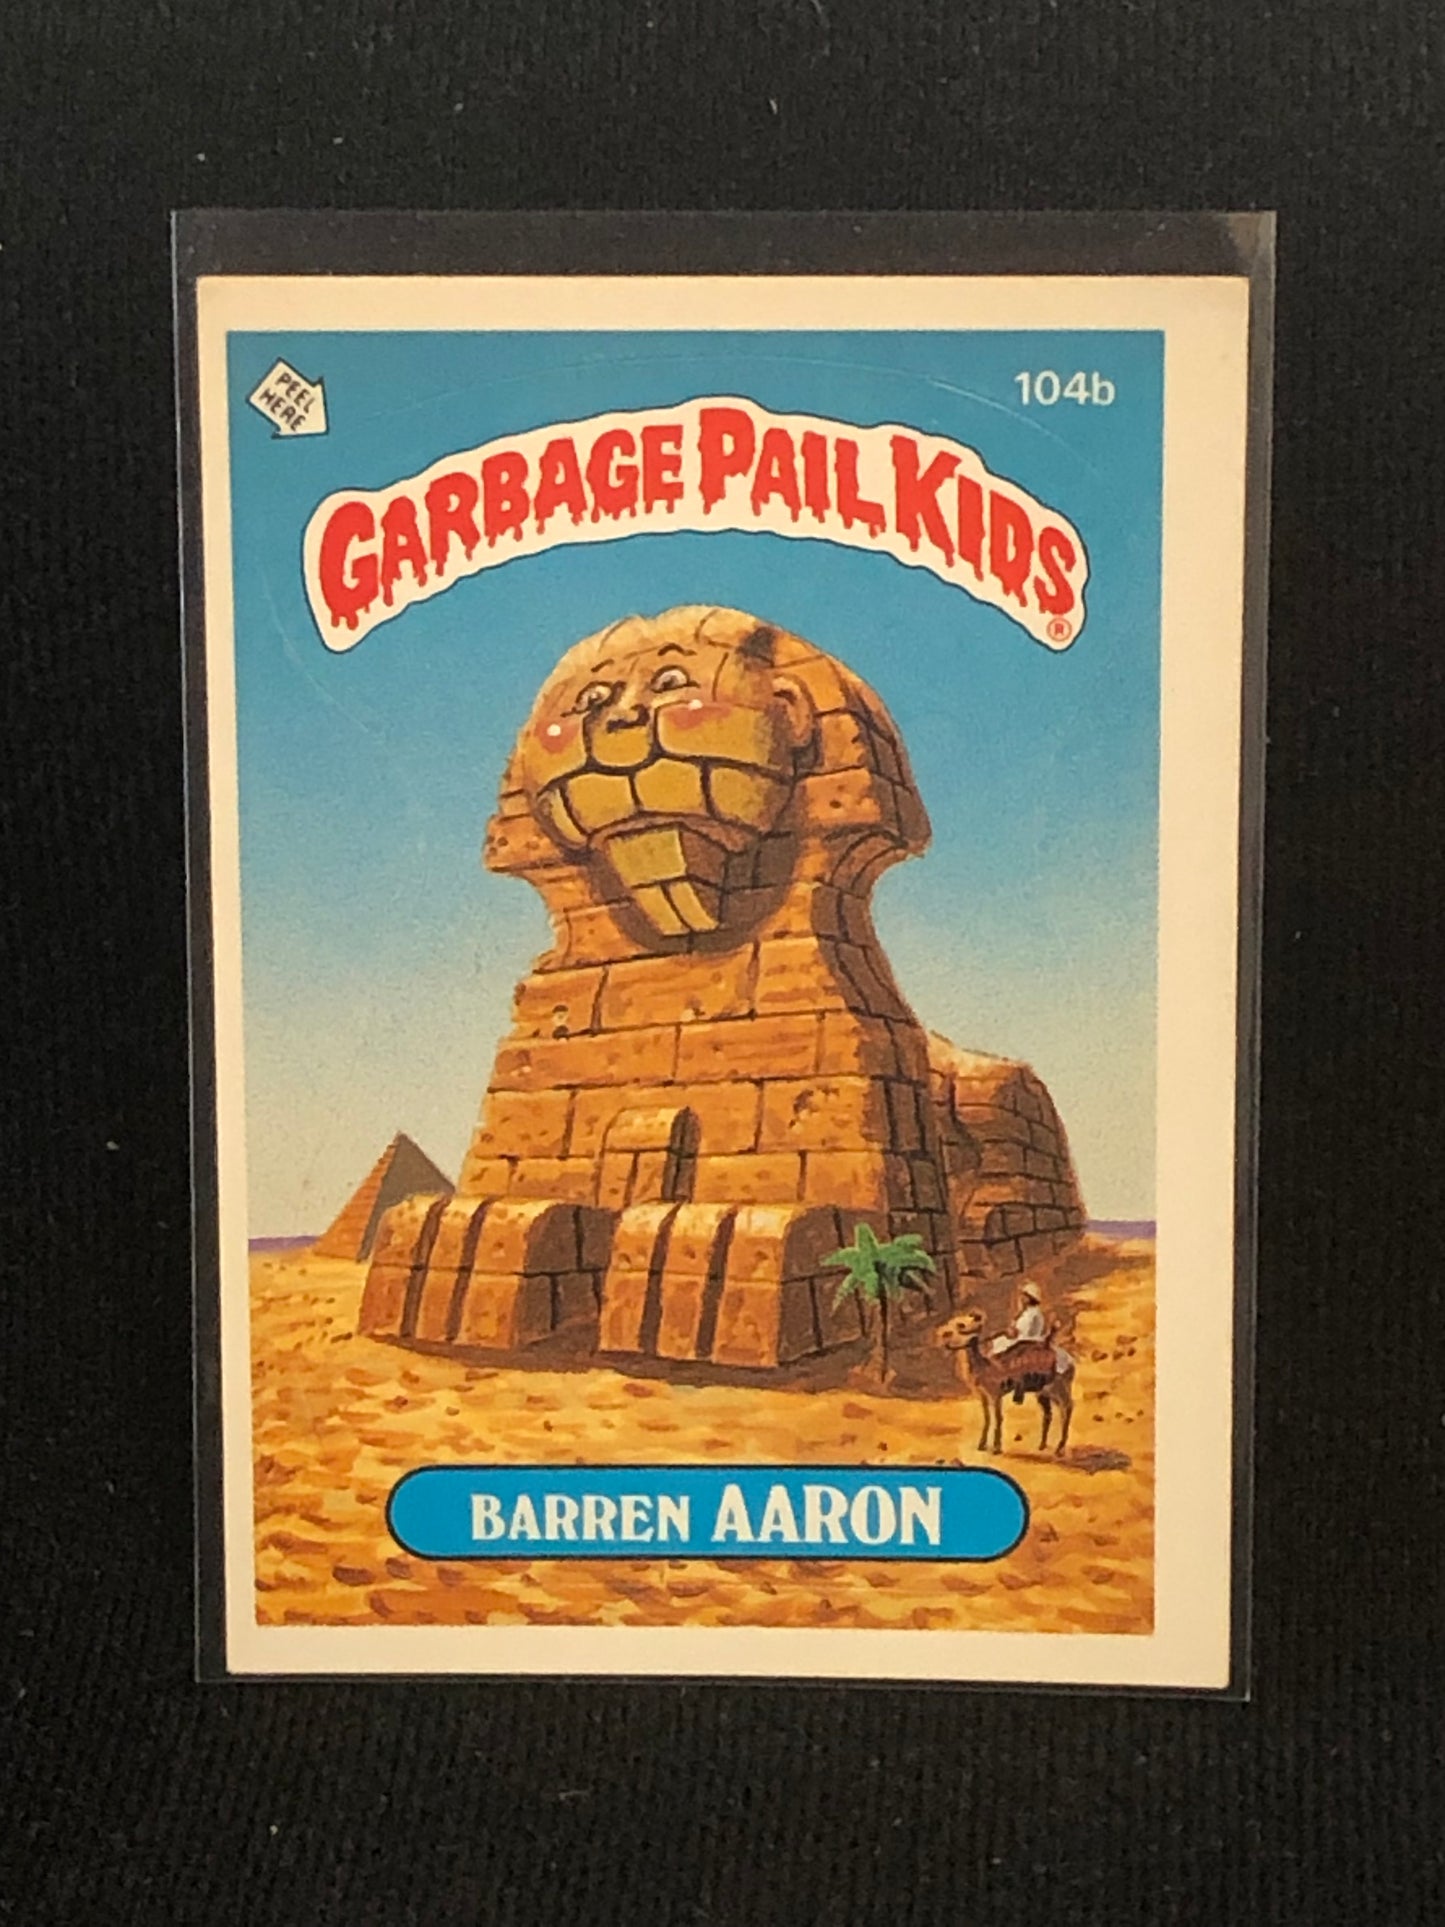 PEEL
HERE
104b
GARBAGE PAIL KIDS
®
BARREN AARON